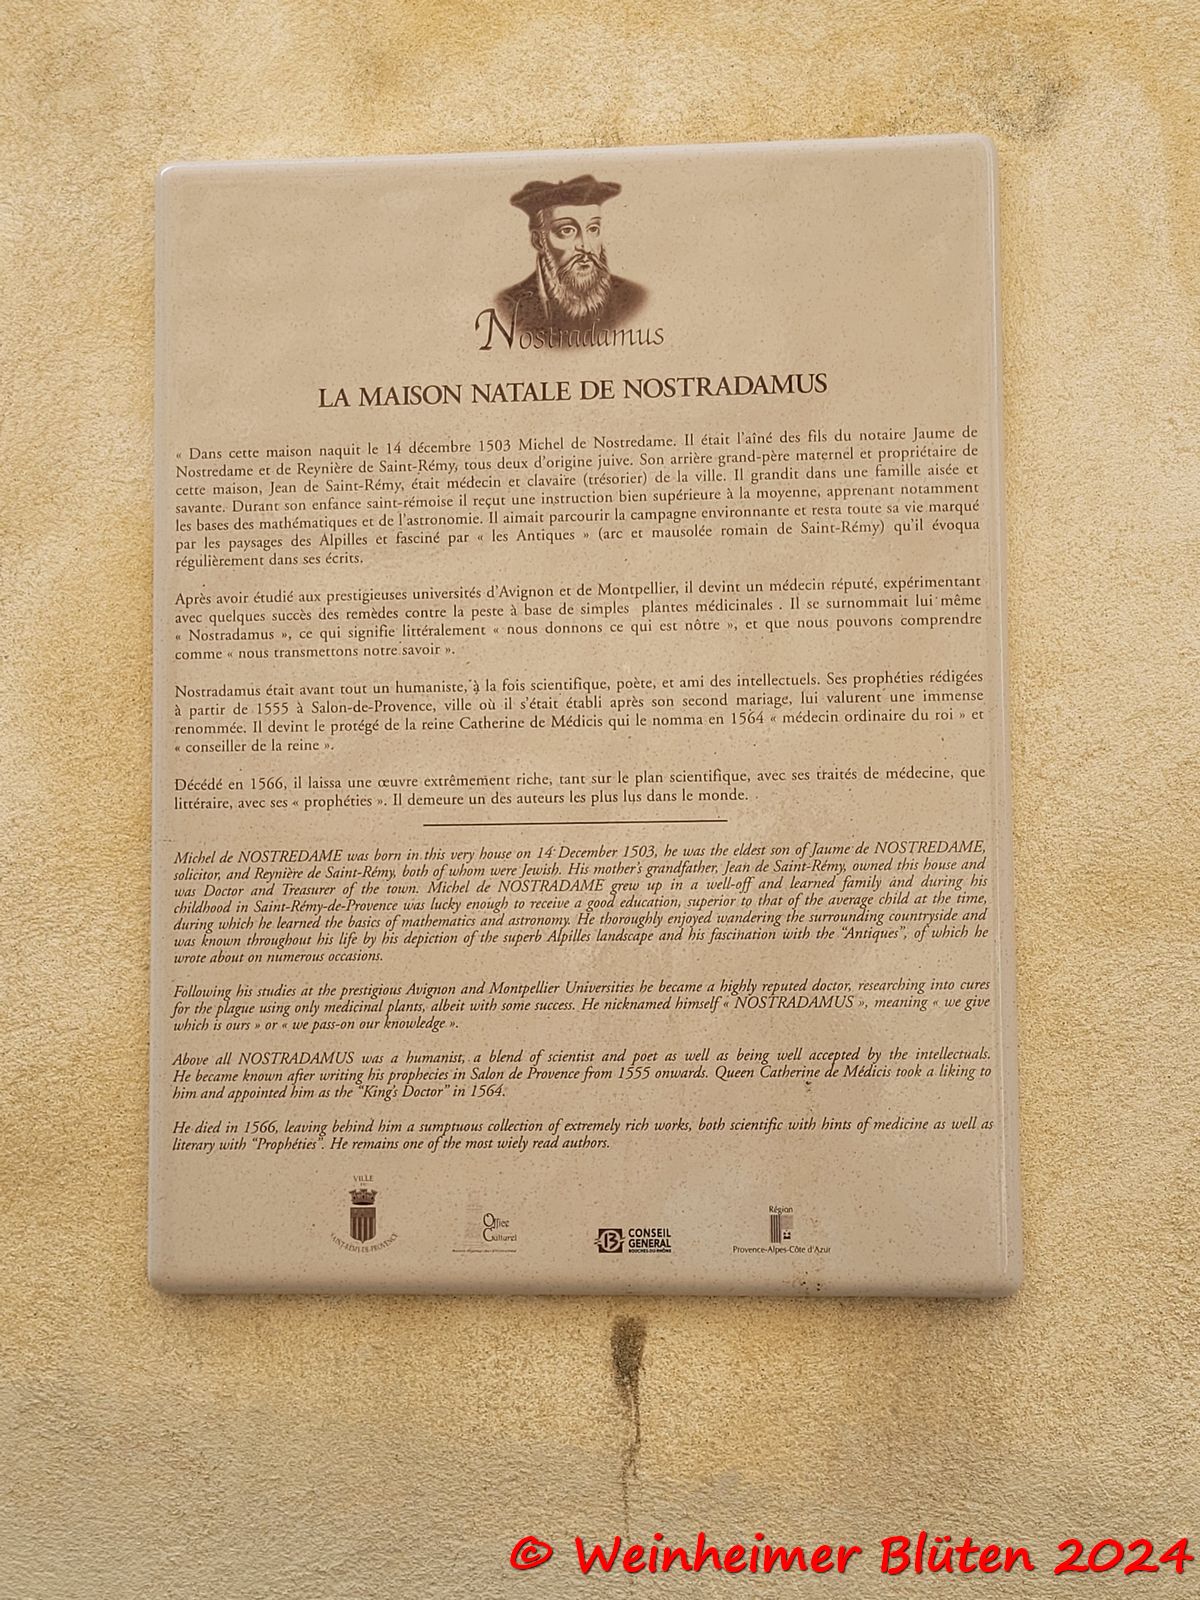 Nostradamus
LA MAISON NATALE DE NOSTRADAMUS
« Dans cette maison naquit le 14 décembre 1503 Michel de Nostredame. Il était l'aîné des fils du notaire Jaume de
Nostredame et de Reynière de Saint-Rémy, tous deux d'origine juive. Son arrière grand-père maternel et propriétaire de
cette maison, Jean de Saint-Rémy, était médecin et clavaire (trésorier) de la ville. Il grandit dans une famille aisée et
savante. Durant son enfance saint-rémoise il reçut une instruction bien supérieure à la moyenne, apprenant notamment
les bases des mathématiques et de l'astronomie. Il aimait parcourir la campagne environnante et resta toute sa vie marqué
par les paysages des Alpilles et fasciné par « les Antiques » (arc et mausolée romain de Saint-Rémy) qu'il évoqua
régulièrement dans ses écrits.
Après avoir étudié aux prestigieuses universités d'Avignon et de Montpellier, il devint un médecin réputé, expérimentant
avec quelques succès des remèdes contre la peste à base de simples plantes médicinales . Il se surnommait lui même
« Nostradamus », ce qui signifie littéralement « nous donnons ce qui est nôtre », et que nous pouvons comprendre
comme « nous transmettons notre savoir ».
Nostradamus était avant tout un humaniste, à la fois scientifique, poète, et ami des intellectuels. Ses prophéties rédigées
à partir de 1555 à Salon-de-Provence, ville où il s'était établi après son second mariage, lui valurent une immense
renommée. Il devint le protégé de la reine Catherine de Médicis qui le nomma en 1564 « médecin ordinaire du roi » et
« conseiller de la reine ».
Décédé en 1566, il laissa une œuvre extrêmement riche, tant sur le plan scientifique, avec ses traités de médecine, que
littéraire, avec ses « prophéties ». Il demeure un des auteurs les plus lus dans le monde.
Michel de NOSTREDAME was born in this very house on 14 December 1503, he was the eldest son of Jaume de NOSTREDAME,
solicitor, and Reynière de Saint-Rémy, both of whom were Jewish. His mother's grandfather, Jean de Saint-Rémy, owned this house and
was Doctor and Treasurer of the town. Michel de NOSTRADAME grew up in a well-off and learned family and during his
childhood in Saint-Rémy-de-Provence was lucky enough to receive a good education, superior to that of the average child at the time,
during which he learned the basics of mathematics and astronomy. He thoroughly enjoyed wandering the surrounding countryside and
was known throughout his life by his depiction of the superb Alpilles landscape and his fascination with the "Antiques", of which he
wrote about on numerous occasions.
Following his studies at the prestigious Avignon and Montpellier Universities he became a highly reputed doctor, researching into cures
for the plague using only medicinal plants, albeit with some success. He nicknamed himself « NOSTRADAMUS », meaning « we give
which is ours » or « we pass-on our knowledge ».
Above all NOSTRADAMUS was a humanist, a blend of scientist and poet as well as being well accepted by the intellectuals.
He became known after writing his prophecies in Salon de Provence from 1555 onwards. Queen Catherine de Médicis took a liking to
him and appointed him as the "King's Doctor" in 1564.
He died in 1566, leaving behind him a sumptuous collection of extremely rich works, both scientific with hints of medicine as well as
literary with "Prophéties". He remains one of the most wiely read authors.
VILLE
DE
SAINT-REMY-DE-PROVENCE
Office
Culturel
CONSEIL
GENERAL
BOUCHES-DU-RHÔNE
Région
Provence-Alpes-Côte d'Azur
© Weinheimer Blüten 2024